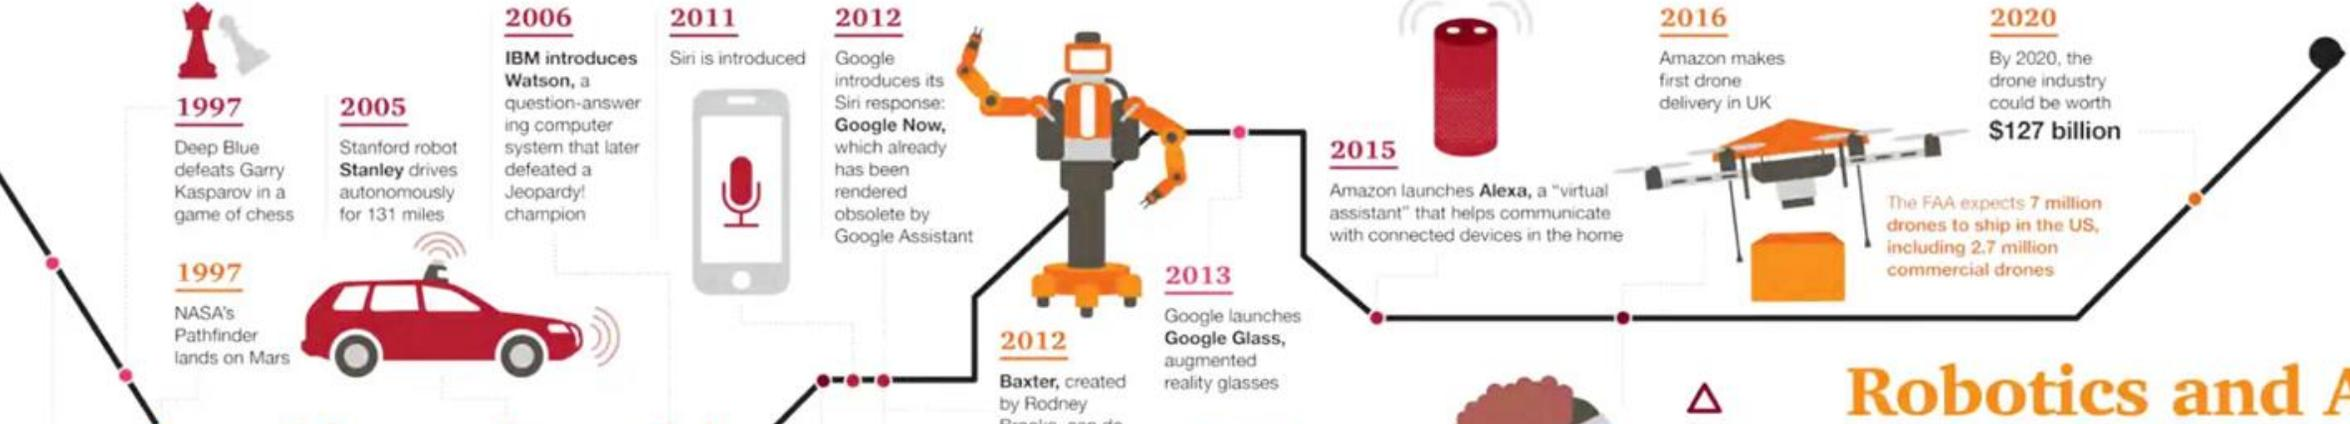 1997
Deep Blue
defeats Garry
Kasparov in a
game of chess
1997
NASA's
Pathfinder
lands on Mars
2005
Stanford robot
Stanley drives
autonomously
for 131 miles
2006
IBM introduces
Watson, a
question-answer
ing computer
system that later
defeated a
Jeopardy!
champion
2011
Siri is introduced
2012
Google
introduces its
Siri response:
Google Now,
which already
has been
rendered
obsolete by
Google Assistant
2012
Baxter, created
by Rodney
2013
Google launches
Google Glass,
augmented
reality glasses
2015
Amazon launches Alexa, a "virtual
assistant" that helps communicate
with connected devices in the home
2016
Amazon makes
first drone
delivery in UK
2020
By 2020, the
drone industry
could be worth
$127 billion
The FAA expects 7 million
drones to ship in the US,
including 2.7 million
commercial drones
Robotics and